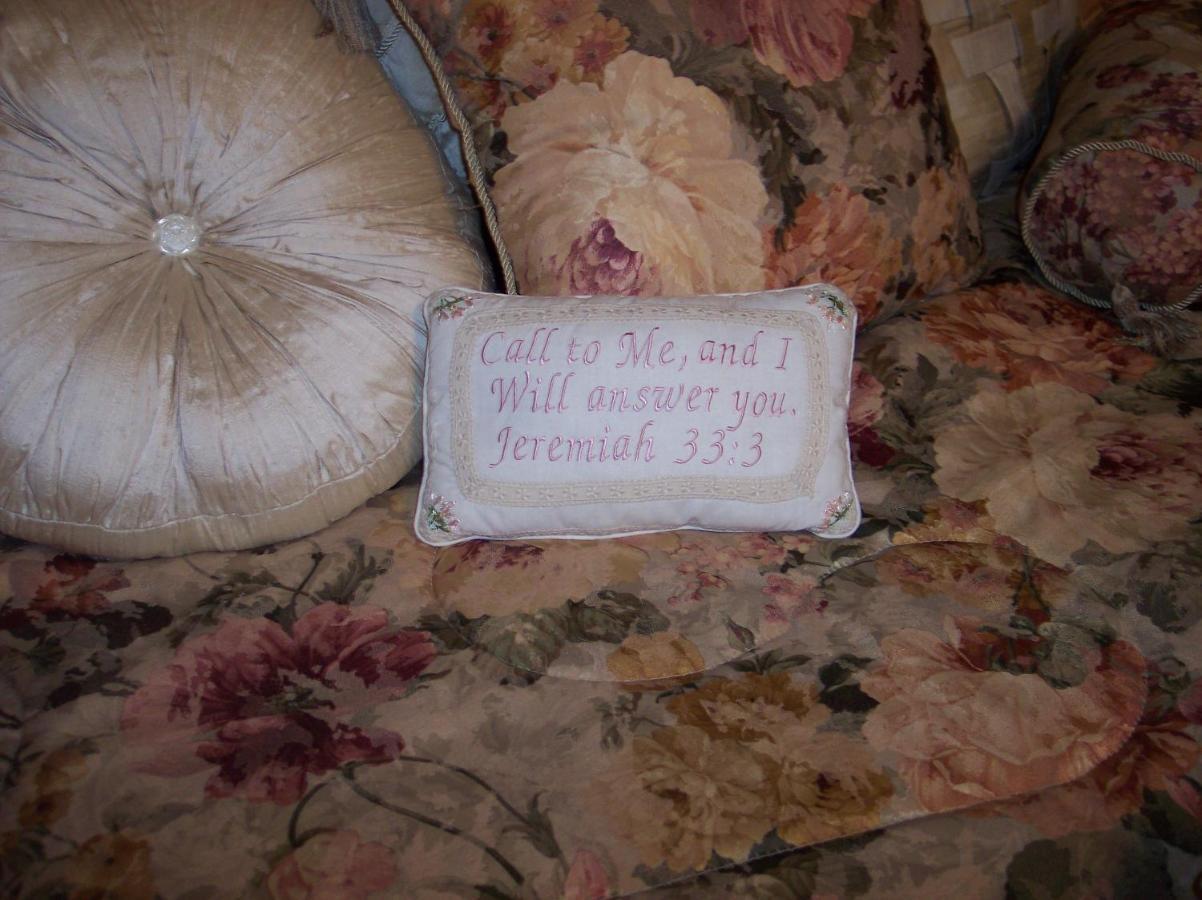 Call to Me, and I
Will answer you.
Jeremiah 33:3